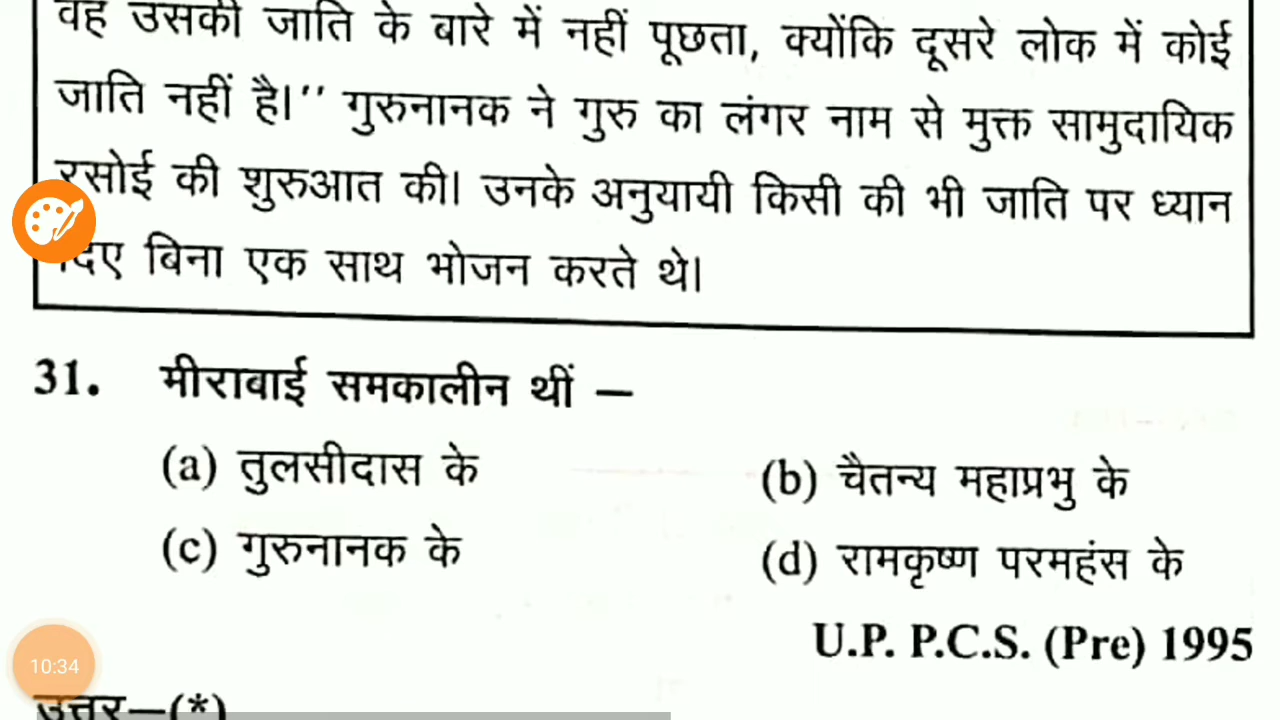 वह उसकी जाति के बारे में नहीं पूछता, क्योंकि दूसरे लोक में कोई
जाति नहीं है।’’ गुरुनानक ने गुरु का लंगर नाम से मुक्त सामुदायिक
रसोई की शुरुआत की। उनके अनुयायी किसी की भी जाति पर ध्यान
दिए बिना एक साथ भोजन करते थे।
31. मीराबाई समकालीन थीं –
(a) तुलसीदास के (b) चैतन्य महाप्रभु के
(c) गुरुनानक के (d) रामकृष्ण परमहंस के
U.P. P.C.S. (Pre) 1995
10:34
उत्तर–(*)